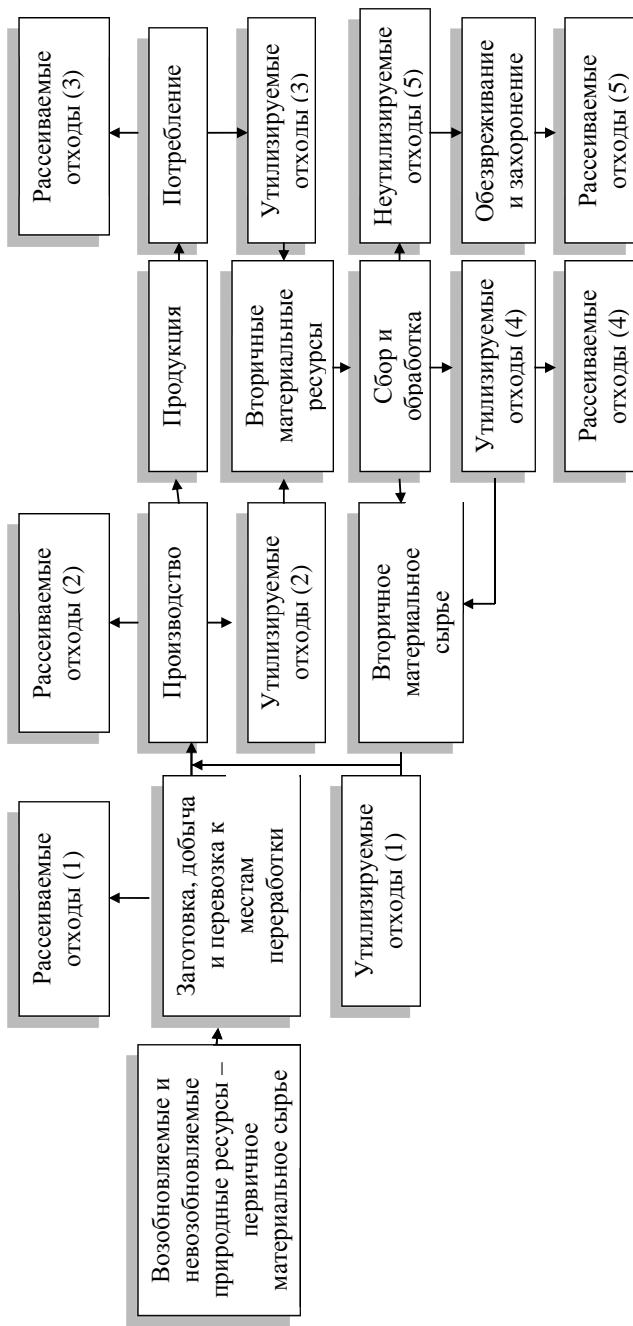 Возобновляемые и
невозобновляемые
природные ресурсы –
первичное
материальное сырье
Рассеиваемые
отходы (1)
Заготовка, добыча
и перевозка к
местам
переработки
Утилизируемые
отходы (1)
Рассеиваемые
отходы (2)
Производство
Утилизируемые
отходы (2)
Вторичное
материальное
сырье
Продукция
Вторичные
материальные
ресурсы
Сбор и
обработка
Утилизируемые
отходы (4)
Рассеиваемые
отходы (4)
Рассеиваемые
отходы (3)
Потребление
Утилизируемые
отходы (3)
Неутилизируемые
отходы (5)
Обезвреживание
и захоронение
Рассеиваемые
отходы (5)